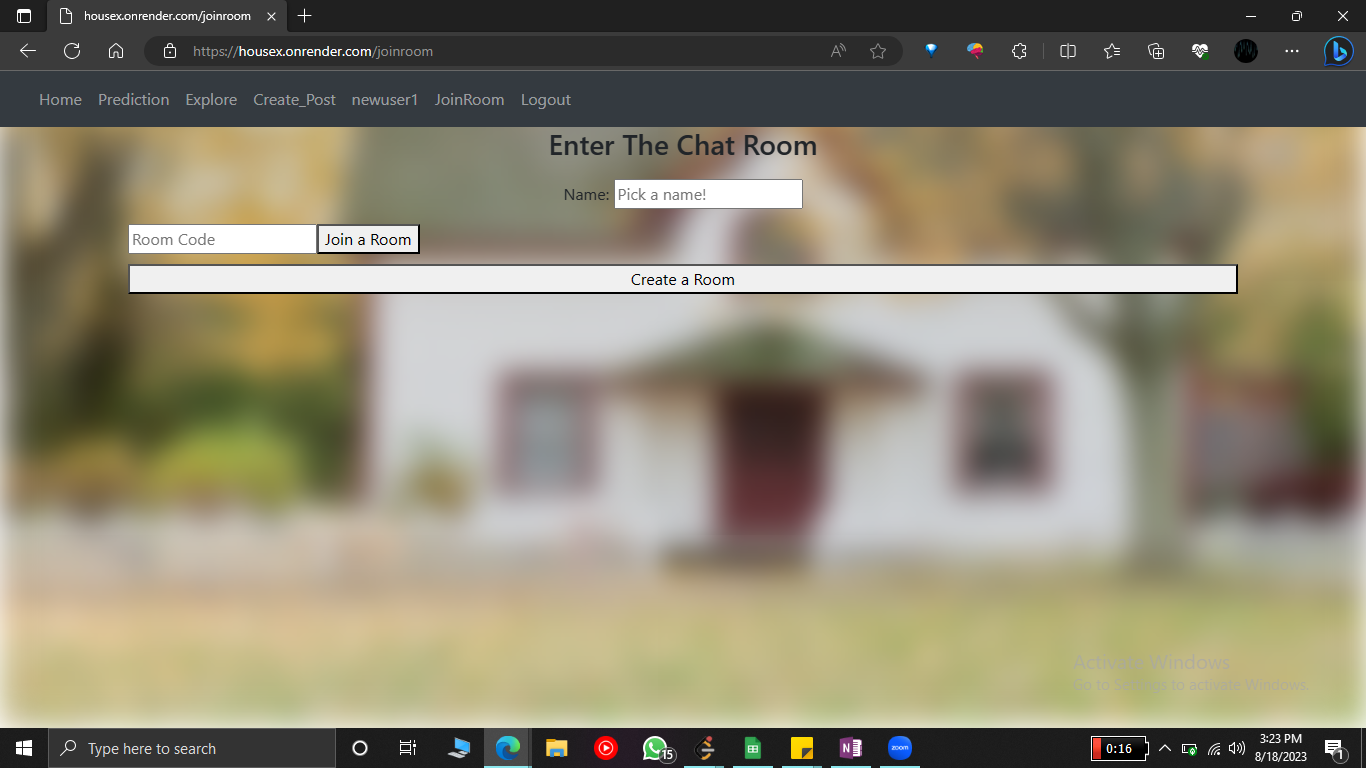 housex.onrender.com/joinroom
https://housex.onrender.com/joinroom
Home Prediction Explore Create_Post newuser1 JoinRoom Logout
Enter The Chat Room
Name: Pick a name!
Room Code Join a Room
Create a Room
Activate Windows
Go to Settings to activate Windows.
Type here to search
15
zoom
0:16
3:23 PM
8/18/2023
1